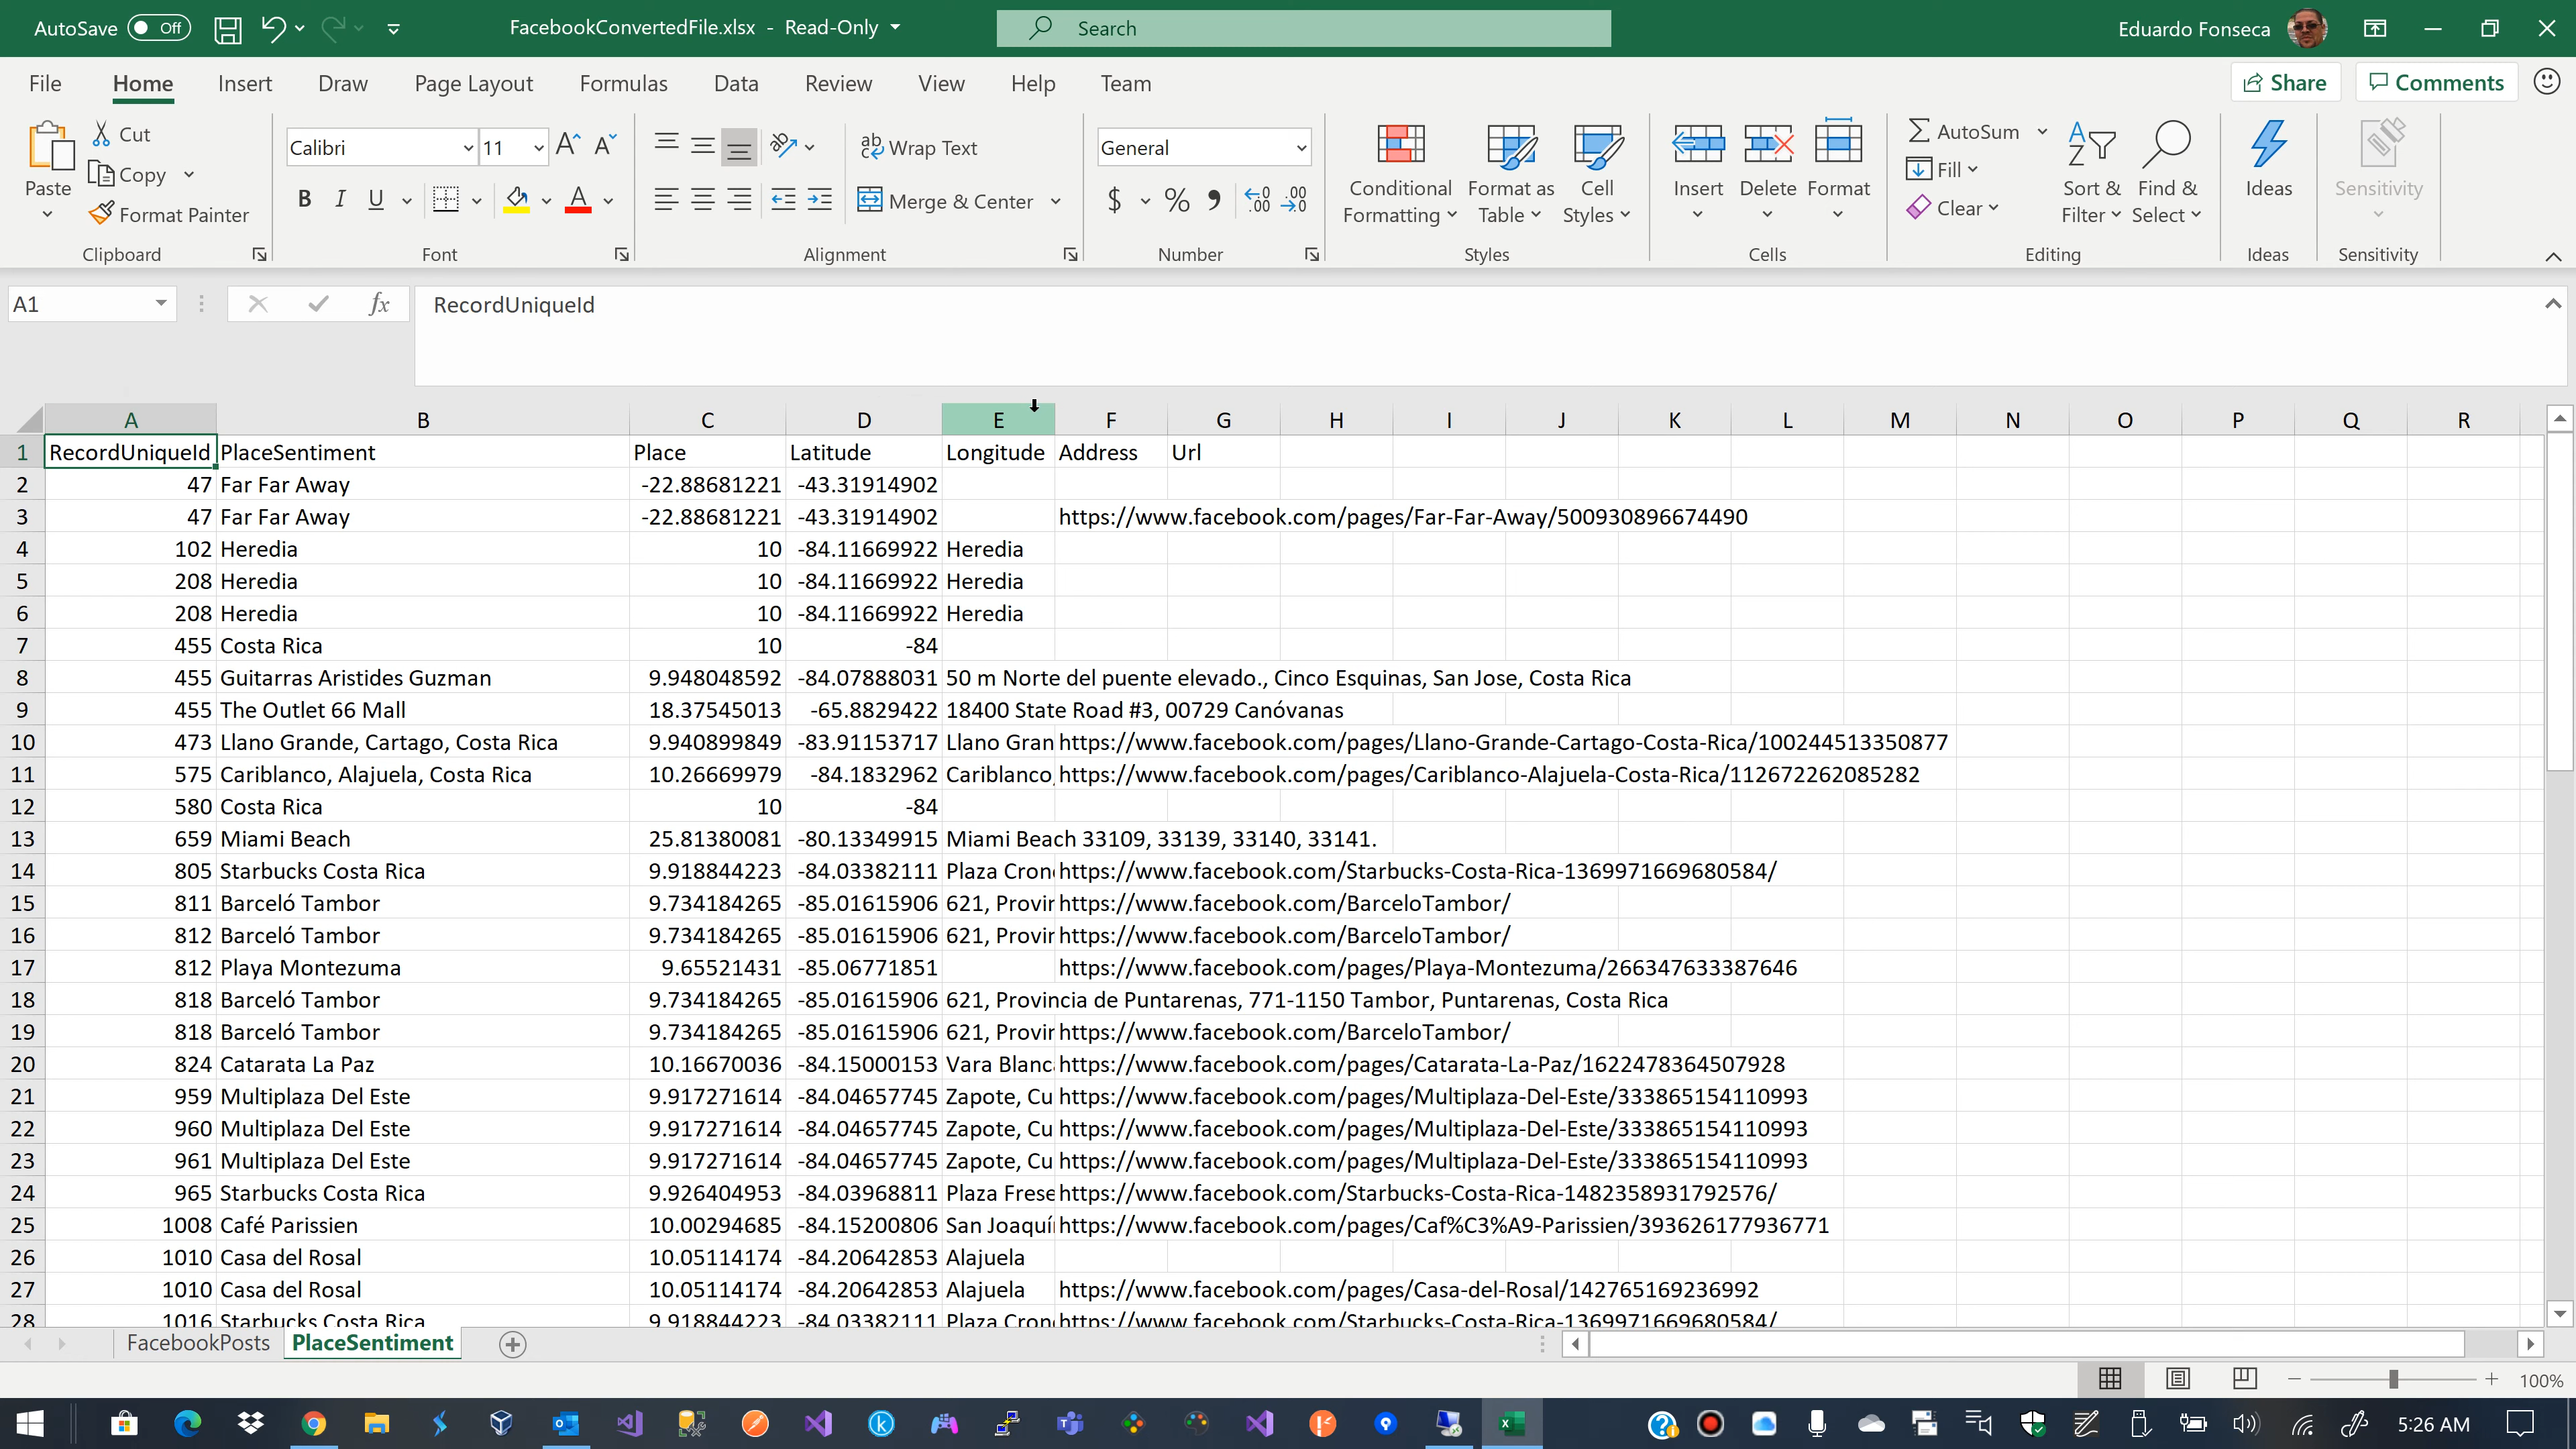 AutoSave Off FacebookConvertedFile.xlsx - Read-Only Search Eduardo Fonseca
File Home Insert Draw Page Layout Formulas Data Review View Help Team Share Comments
Paste Cut Copy Format Painter Clipboard
Calibri 11 B I U A Font
ab Wrap Text Merge & Center Alignment
General $ % Number
Conditional Formatting Format as Table Cell Styles Styles
Insert Delete Format Cells
AutoSum Fill Clear Sort & Filter Find & Select Editing
Ideas Ideas
Sensitivity Sensitivity
A1 fx RecordUniqueId
A B C D E F G H I J K L M N O P Q R
1 RecordUniqueId PlaceSentiment Place Latitude Longitude Address Url
2 47 Far Far Away -22.88681221 -43.31914902
3 47 Far Far Away -22.88681221 -43.31914902 https://www.facebook.com/pages/Far-Far-Away/500930896674490
4 102 Heredia 10 -84.11669922 Heredia
5 208 Heredia 10 -84.11669922 Heredia
6 208 Heredia 10 -84.11669922 Heredia
7 455 Costa Rica 10 -84
8 455 Guitarras Aristides Guzman 9.948048592 -84.07888031 50 m Norte del puente elevado., Cinco Esquinas, San Jose, Costa Rica
9 455 The Outlet 66 Mall 18.37545013 -65.8829422 18400 State Road #3, 00729 Canóvanas
10 473 Llano Grande, Cartago, Costa Rica 9.940899849 -83.91153717 Llano Gran https://www.facebook.com/pages/Llano-Grande-Cartago-Costa-Rica/100244513350877
11 575 Cariblanco, Alajuela, Costa Rica 10.26669979 -84.1832962 Cariblanco, https://www.facebook.com/pages/Cariblanco-Alajuela-Costa-Rica/112672262085282
12 580 Costa Rica 10 -84
13 659 Miami Beach 25.81380081 -80.13349915 Miami Beach 33109, 33139, 33140, 33141.
14 805 Starbucks Costa Rica 9.918844223 -84.03382111 Plaza Cron https://www.facebook.com/Starbucks-Costa-Rica-1369971669680584/
15 811 Barceló Tambor 9.734184265 -85.01615906 621, Provin https://www.facebook.com/BarceloTambor/
16 812 Barceló Tambor 9.734184265 -85.01615906 621, Provin https://www.facebook.com/BarceloTambor/
17 812 Playa Montezuma 9.65521431 -85.06771851 https://www.facebook.com/pages/Playa-Montezuma/266347633387646
18 818 Barceló Tambor 9.734184265 -85.01615906 621, Provincia de Puntarenas, 771-1150 Tambor, Puntarenas, Costa Rica
19 818 Barceló Tambor 9.734184265 -85.01615906 621, Provin https://www.facebook.com/BarceloTambor/
20 824 Catarata La Paz 10.16670036 -84.15000153 Vara Blanc https://www.facebook.com/pages/Catarata-La-Paz/1622478364507928
21 959 Multiplaza Del Este 9.917271614 -84.04657745 Zapote, Cu https://www.facebook.com/pages/Multiplaza-Del-Este/333865154110993
22 960 Multiplaza Del Este 9.917271614 -84.04657745 Zapote, Cu https://www.facebook.com/pages/Multiplaza-Del-Este/333865154110993
23 961 Multiplaza Del Este 9.917271614 -84.04657745 Zapote, Cu https://www.facebook.com/pages/Multiplaza-Del-Este/333865154110993
24 965 Starbucks Costa Rica 9.926404953 -84.03968811 Plaza Frese https://www.facebook.com/Starbucks-Costa-Rica-1482358931792576/
25 1008 Café Parissien 10.00294685 -84.15200806 San Joaquí https://www.facebook.com/pages/Caf%C3%A9-Parissien/393626177936771
26 1010 Casa del Rosal 10.05114174 -84.20642853 Alajuela
27 1010 Casa del Rosal 10.05114174 -84.20642853 Alajuela https://www.facebook.com/pages/Casa-del-Rosal/142765169236992
28 1016 Starbucks Costa Rica 9.918844223 -84.03382111 Plaza Cron https://www.facebook.com/Starbucks-Costa-Rica-1369971669680584/
FacebookPosts PlaceSentiment
100%
5:26 AM